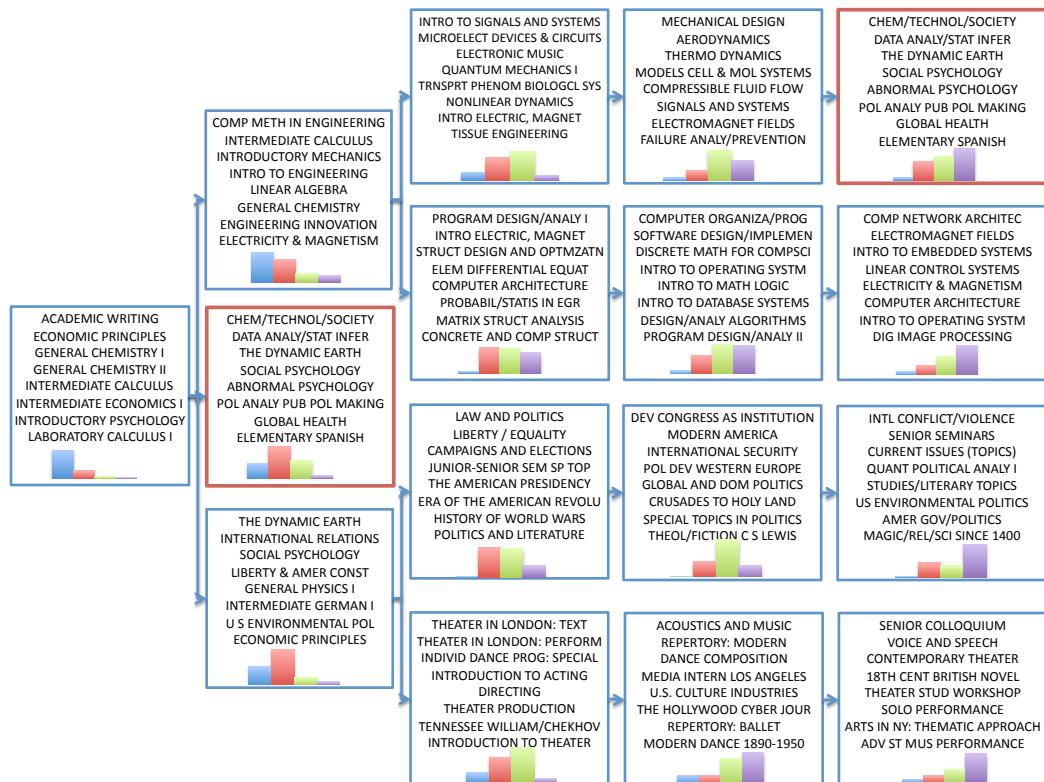 ACADEMIC WRITING
ECONOMIC PRINCIPLES
GENERAL CHEMISTRY I
GENERAL CHEMISTRY II
INTERMEDIATE CALCULUS
INTERMEDIATE ECONOMICS I
INTRODUCTORY PSYCHOLOGY
LABORATORY CALCULUS I
COMP METH IN ENGINEERING
INTERMEDIATE CALCULUS
INTRODUCTORY MECHANICS
INTRO TO ENGINEERING
LINEAR ALGEBRA
GENERAL CHEMISTRY
ENGINEERING INNOVATION
ELECTRICITY & MAGNETISM
CHEM/TECHNOL/SOCIETY
DATA ANALY/STAT INFER
THE DYNAMIC EARTH
SOCIAL PSYCHOLOGY
ABNORMAL PSYCHOLOGY
POL ANALY PUB POL MAKING
GLOBAL HEALTH
ELEMENTARY SPANISH
THE DYNAMIC EARTH
INTERNATIONAL RELATIONS
SOCIAL PSYCHOLOGY
LIBERTY & AMER CONST
GENERAL PHYSICS I
INTERMEDIATE GERMAN I
U S ENVIRONMENTAL POL
ECONOMIC PRINCIPLES
INTRO TO SIGNALS AND SYSTEMS
MICROELECT DEVICES & CIRCUITS
ELECTRONIC MUSIC
QUANTUM MECHANICS I
TRNSPRT PHENOM BIOLOGCL SYS
NONLINEAR DYNAMICS
INTRO ELECTRIC, MAGNET
TISSUE ENGINEERING
MECHANICAL DESIGN
AERODYNAMICS
THERMO DYNAMICS
MODELS CELL & MOL SYSTEMS
COMPRESSIBLE FLUID FLOW
SIGNALS AND SYSTEMS
ELECTROMAGNET FIELDS
FAILURE ANALY/PREVENTION
CHEM/TECHNOL/SOCIETY
DATA ANALY/STAT INFER
THE DYNAMIC EARTH
SOCIAL PSYCHOLOGY
ABNORMAL PSYCHOLOGY
POL ANALY PUB POL MAKING
GLOBAL HEALTH
ELEMENTARY SPANISH
PROGRAM DESIGN/ANALY I
INTRO ELECTRIC, MAGNET
STRUCT DESIGN AND OPTMZATN
ELEM DIFFERENTIAL EQUAT
COMPUTER ARCHITECTURE
PROBABIL/STATIS IN EGR
MATRIX STRUCT ANALYSIS
CONCRETE AND COMP STRUCT
COMPUTER ORGANIZA/PROG
SOFTWARE DESIGN/IMPLEMEN
DISCRETE MATH FOR COMPSCI
INTRO TO OPERATING SYSTM
INTRO TO MATH LOGIC
INTRO TO DATABASE SYSTEMS
DESIGN/ANALY ALGORITHMS
PROGRAM DESIGN/ANALY II
COMP NETWORK ARCHITEC
ELECTROMAGNET FIELDS
INTRO TO EMBEDDED SYSTEMS
LINEAR CONTROL SYSTEMS
ELECTRICITY & MAGNETISM
COMPUTER ARCHITECTURE
INTRO TO OPERATING SYSTM
DIG IMAGE PROCESSING
LAW AND POLITICS
LIBERTY / EQUALITY
CAMPAIGNS AND ELECTIONS
JUNIOR-SENIOR SEM SP TOP
THE AMERICAN PRESIDENCY
ERA OF THE AMERICAN REVOLU
HISTORY OF WORLD WARS
POLITICS AND LITERATURE
DEV CONGRESS AS INSTITUTION
MODERN AMERICA
INTERNATIONAL SECURITY
POL DEV WESTERN EUROPE
GLOBAL AND DOM POLITICS
CRUSADES TO HOLY LAND
SPECIAL TOPICS IN POLITICS
THEOL/FICTION C S LEWIS
INTL CONFLICT/VIOLENCE
SENIOR SEMINARS
CURRENT ISSUES (TOPICS)
QUANT POLITICAL ANALY I
STUDIES/LITERARY TOPICS
US ENVIRONMENTAL POLITICS
AMER GOV/POLITICS
MAGIC/REL/SCI SINCE 1400
THEATER IN LONDON: TEXT
THEATER IN LONDON: PERFORM
INDIVID DANCE PROG: SPECIAL
INTRODUCTION TO ACTING
DIRECTING
THEATER PRODUCTION
TENNESSEE WILLIAM/CHEKHOV
INTRODUCTION TO THEATER
ACOUSTICS AND MUSIC
REPERTORY: MODERN
DANCE COMPOSITION
MEDIA INTERN LOS ANGELES
U.S. CULTURE INDUSTRIES
THE HOLLYWOOD CYBER JOUR
REPERTORY: BALLET
MODERN DANCE 1890-1950
SENIOR COLLOQUIUM
VOICE AND SPEECH
CONTEMPORARY THEATER
18TH CENT BRITISH NOVEL
THEATER STUD WORKSHOP
SOLO PERFORMANCE
ARTS IN NY: THEMATIC APPROACH
ADV ST MUS PERFORMANCE